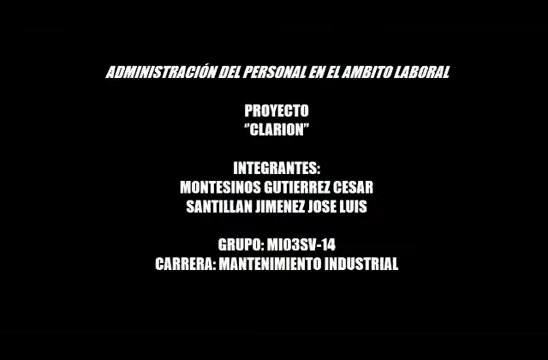 ADMINISTRACIÓN DEL PERSONAL EN EL AMBITO LABORAL
PROYECTO
“CLARION”
INTEGRANTES:
MONTESINOS GUTIERREZ CESAR
SANTILLAN JIMENEZ JOSE LUIS
GRUPO: MI03SV-14
CARRERA: MANTENIMIENTO INDUSTRIAL